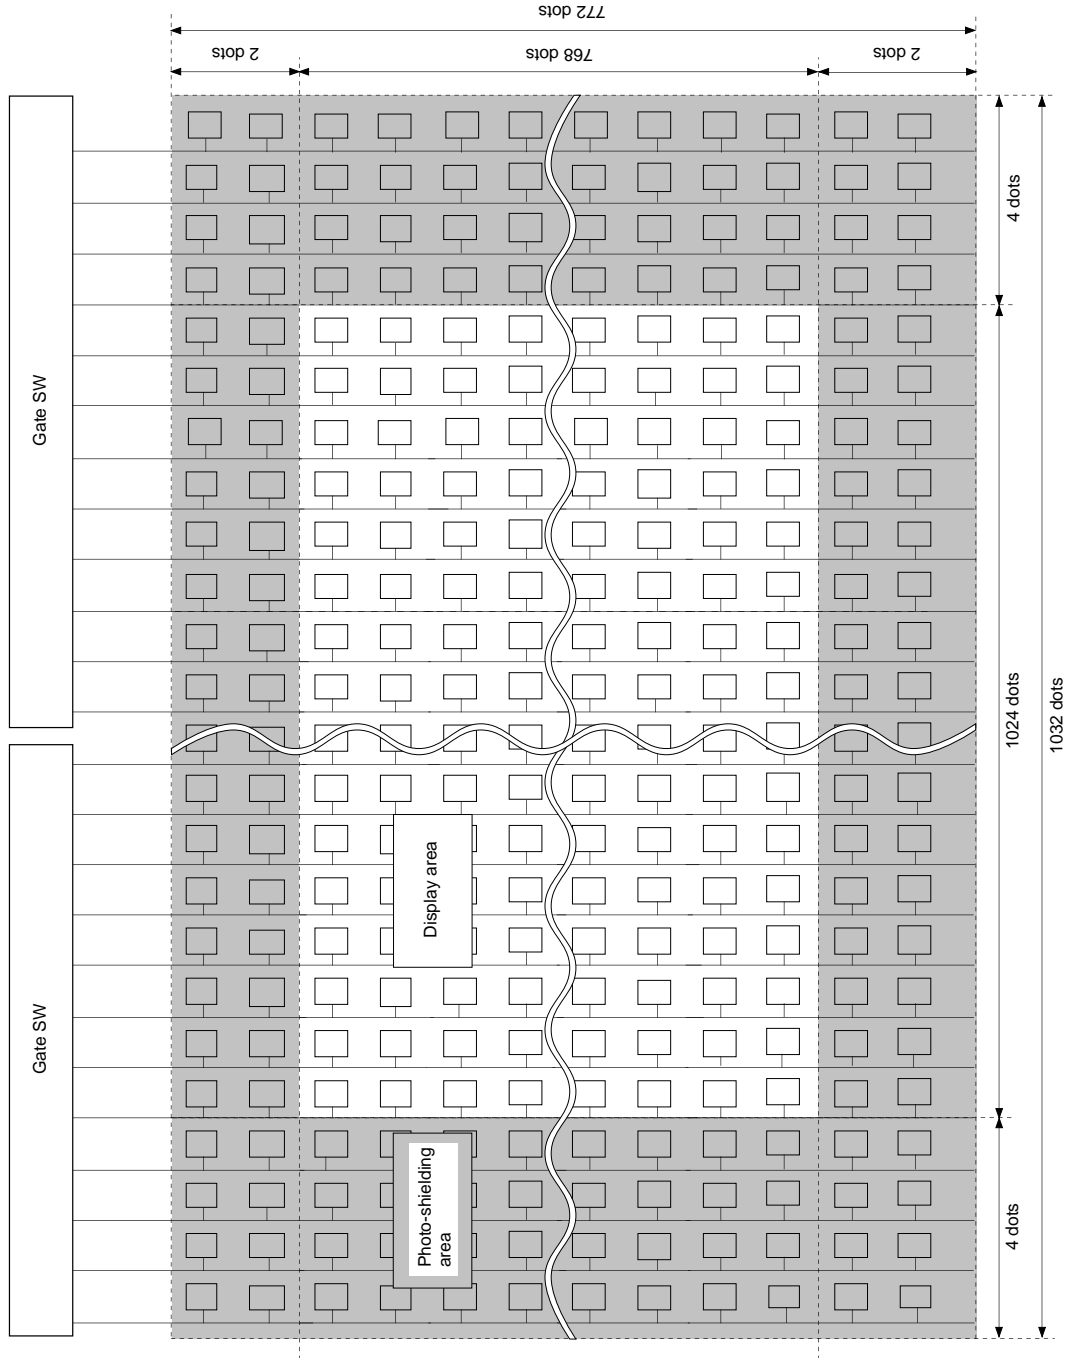 772 dots
2 dots
768 dots
2 dots
Gate SW
Gate SW
4 dots
1024 dots
1032 dots
4 dots
Display area
Photo-shielding
area